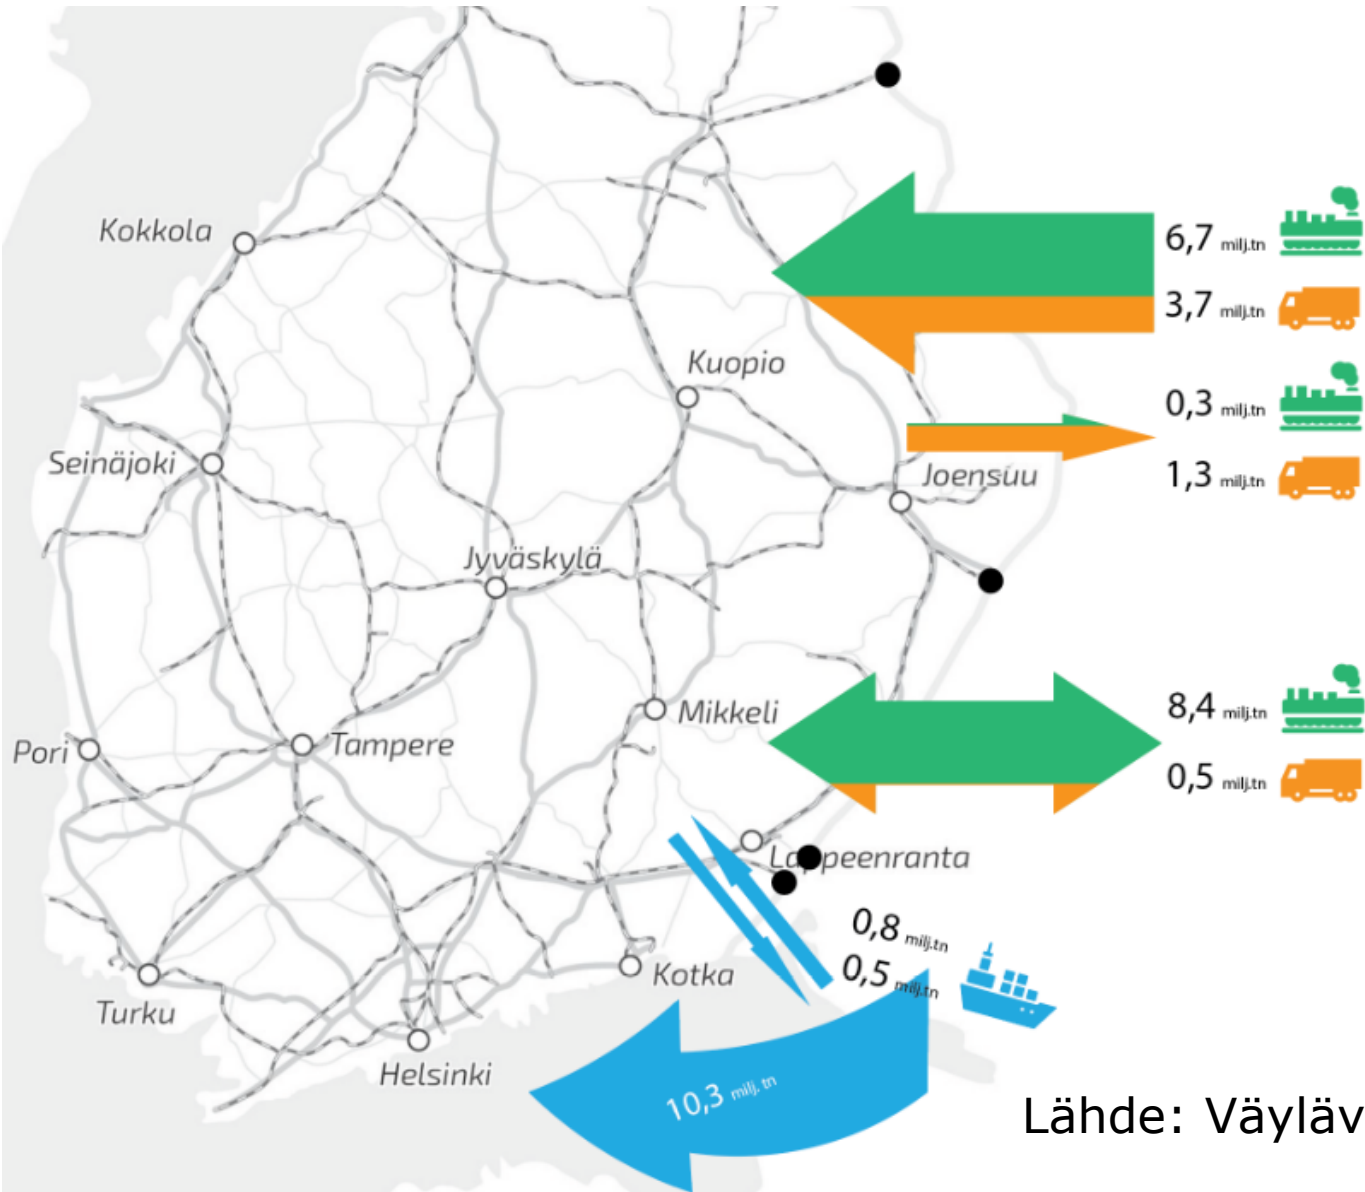 Kokkola
6,7 milj.tn
3,7 milj.tn
Kuopio
0,3 milj.tn
Seinäjoki
Joensuu
1,3 milj.tn
Jyväskylä
Mikkeli
8,4 milj.tn
Pori
Tampere
0,5 milj.tn
Lappeenranta
0,8 milj.tn
0,5 milj.tn
Kotka
Turku
Helsinki
10,3 milj. tn
Lähde: Väyläv